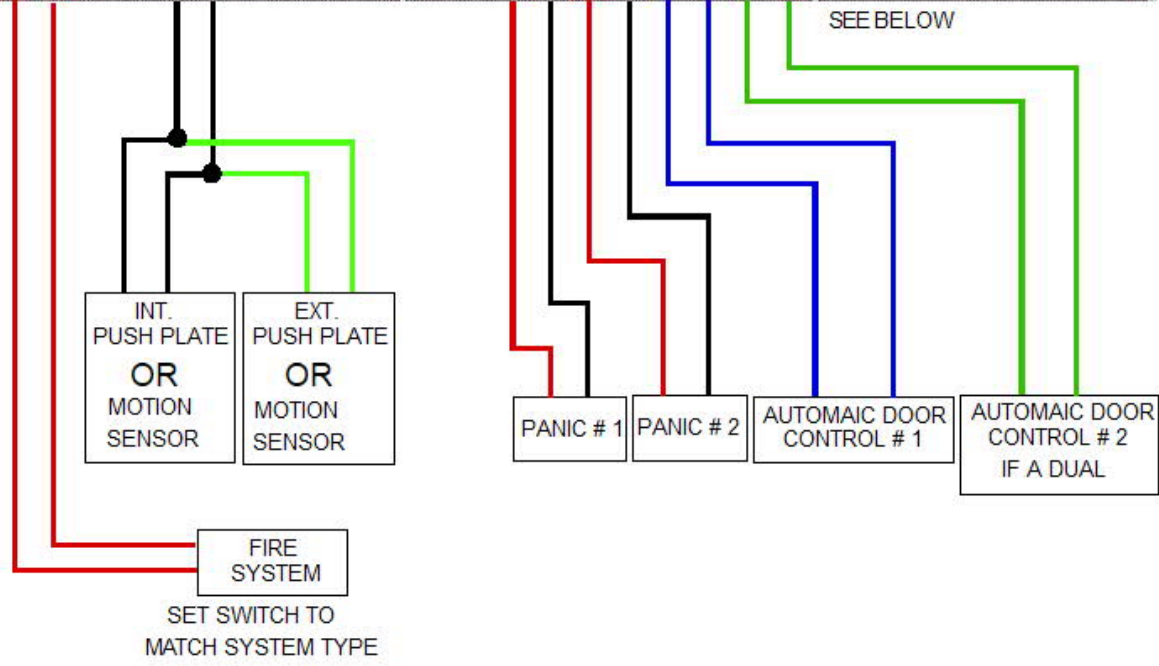 SEE BELOW
INT.
PUSH PLATE
OR
MOTION
SENSOR
EXT.
PUSH PLATE
OR
MOTION
SENSOR
PANIC # 1
PANIC # 2
AUTOMAIC DOOR
CONTROL # 1
AUTOMAIC DOOR
CONTROL # 2
IF A DUAL
FIRE
SYSTEM
SET SWITCH TO
MATCH SYSTEM TYPE